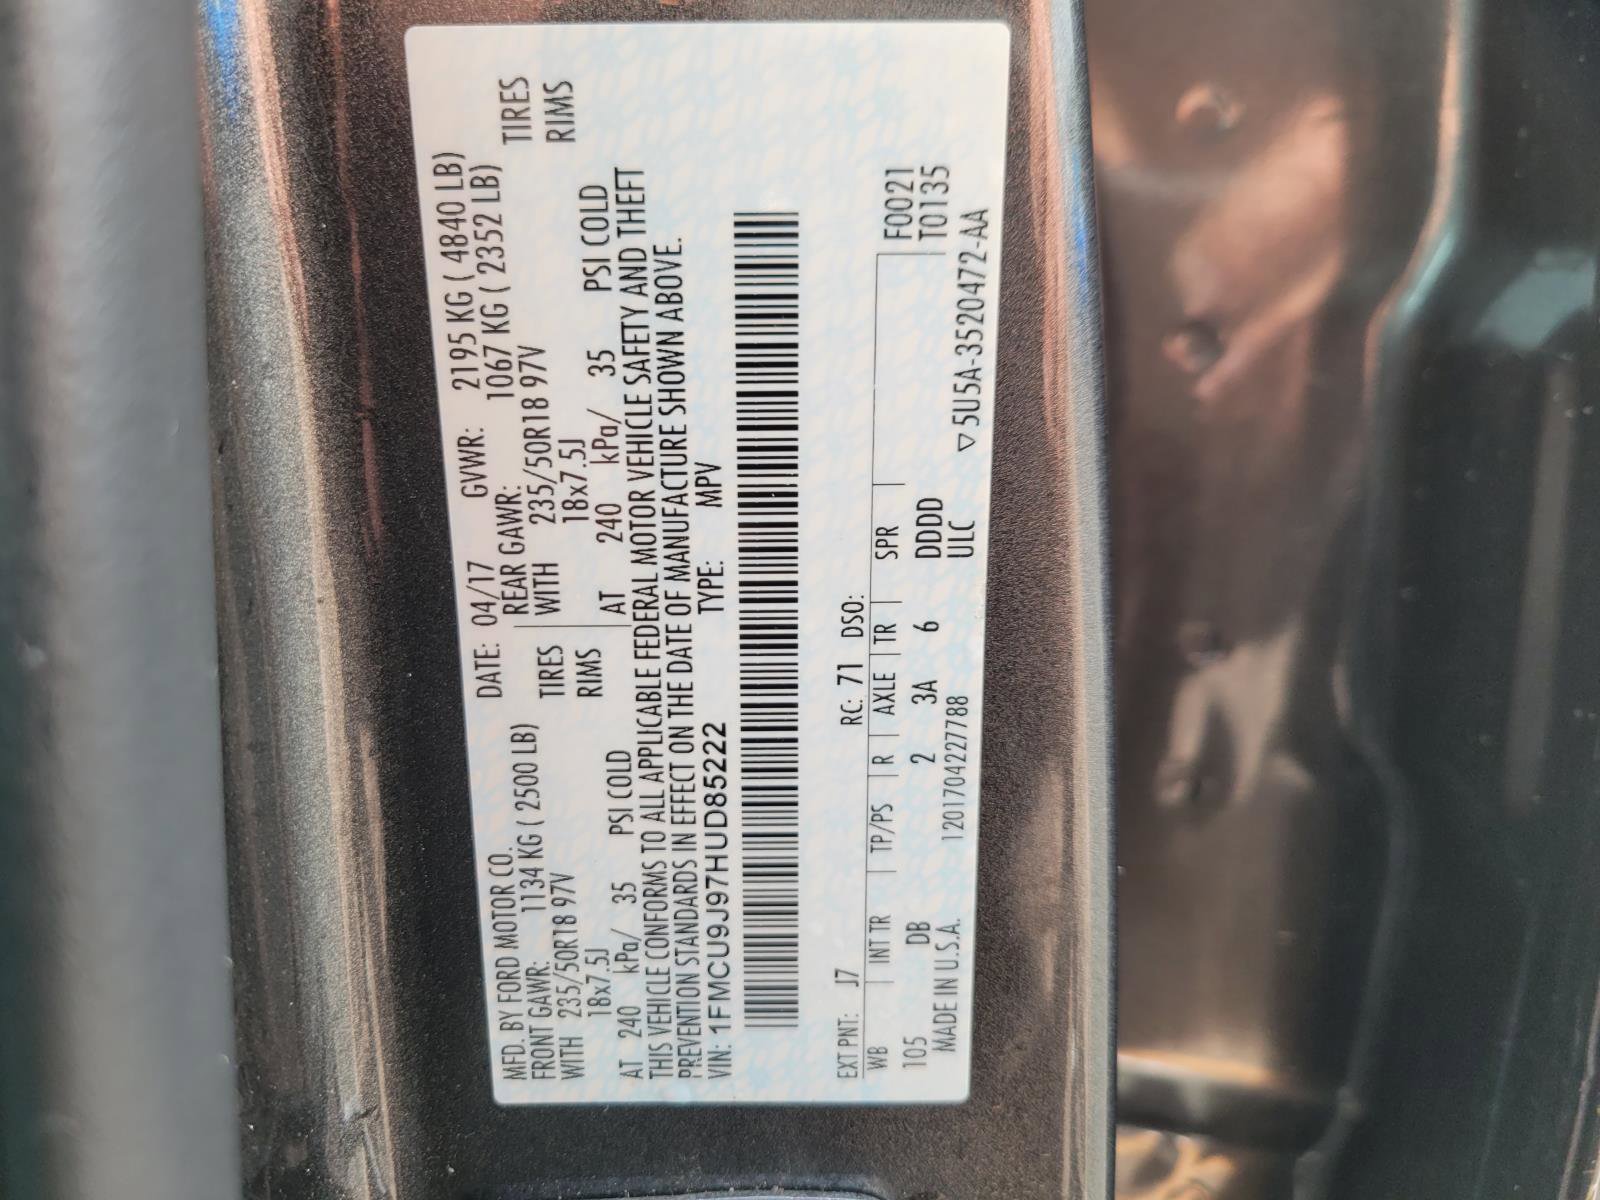 MFD. BY FORD MOTOR CO. DATE: 04/17 GVWR: 2195 KG ( 4840 LB)
FRONT GAWR: 1134 KG ( 2500 LB) REAR GAWR: 1067 KG ( 2352 LB)
WITH 235/50R18 97V TIRES WITH 235/50R18 97V TIRES
18x7.5J RIMS 18x7.5J RIMS
AT 240 kPa/ 35 PSI COLD AT 240 kPa/ 35 PSI COLD
THIS VEHICLE CONFORMS TO ALL APPLICABLE FEDERAL MOTOR VEHICLE SAFETY AND THEFT
PREVENTION STANDARDS IN EFFECT ON THE DATE OF MANUFACTURE SHOWN ABOVE.
VIN: 1FMCU9J97HUD85222 TYPE: MPV
EXT PNT: J7 RC: 71 DSO:
WB INT TR TP/PS R AXLE TR SPR F0021
105 DB 2 3A 6 DDDD T0135
MADE IN U.S.A. 120170422 7788 ULC ▽5U5A-3520472-AA